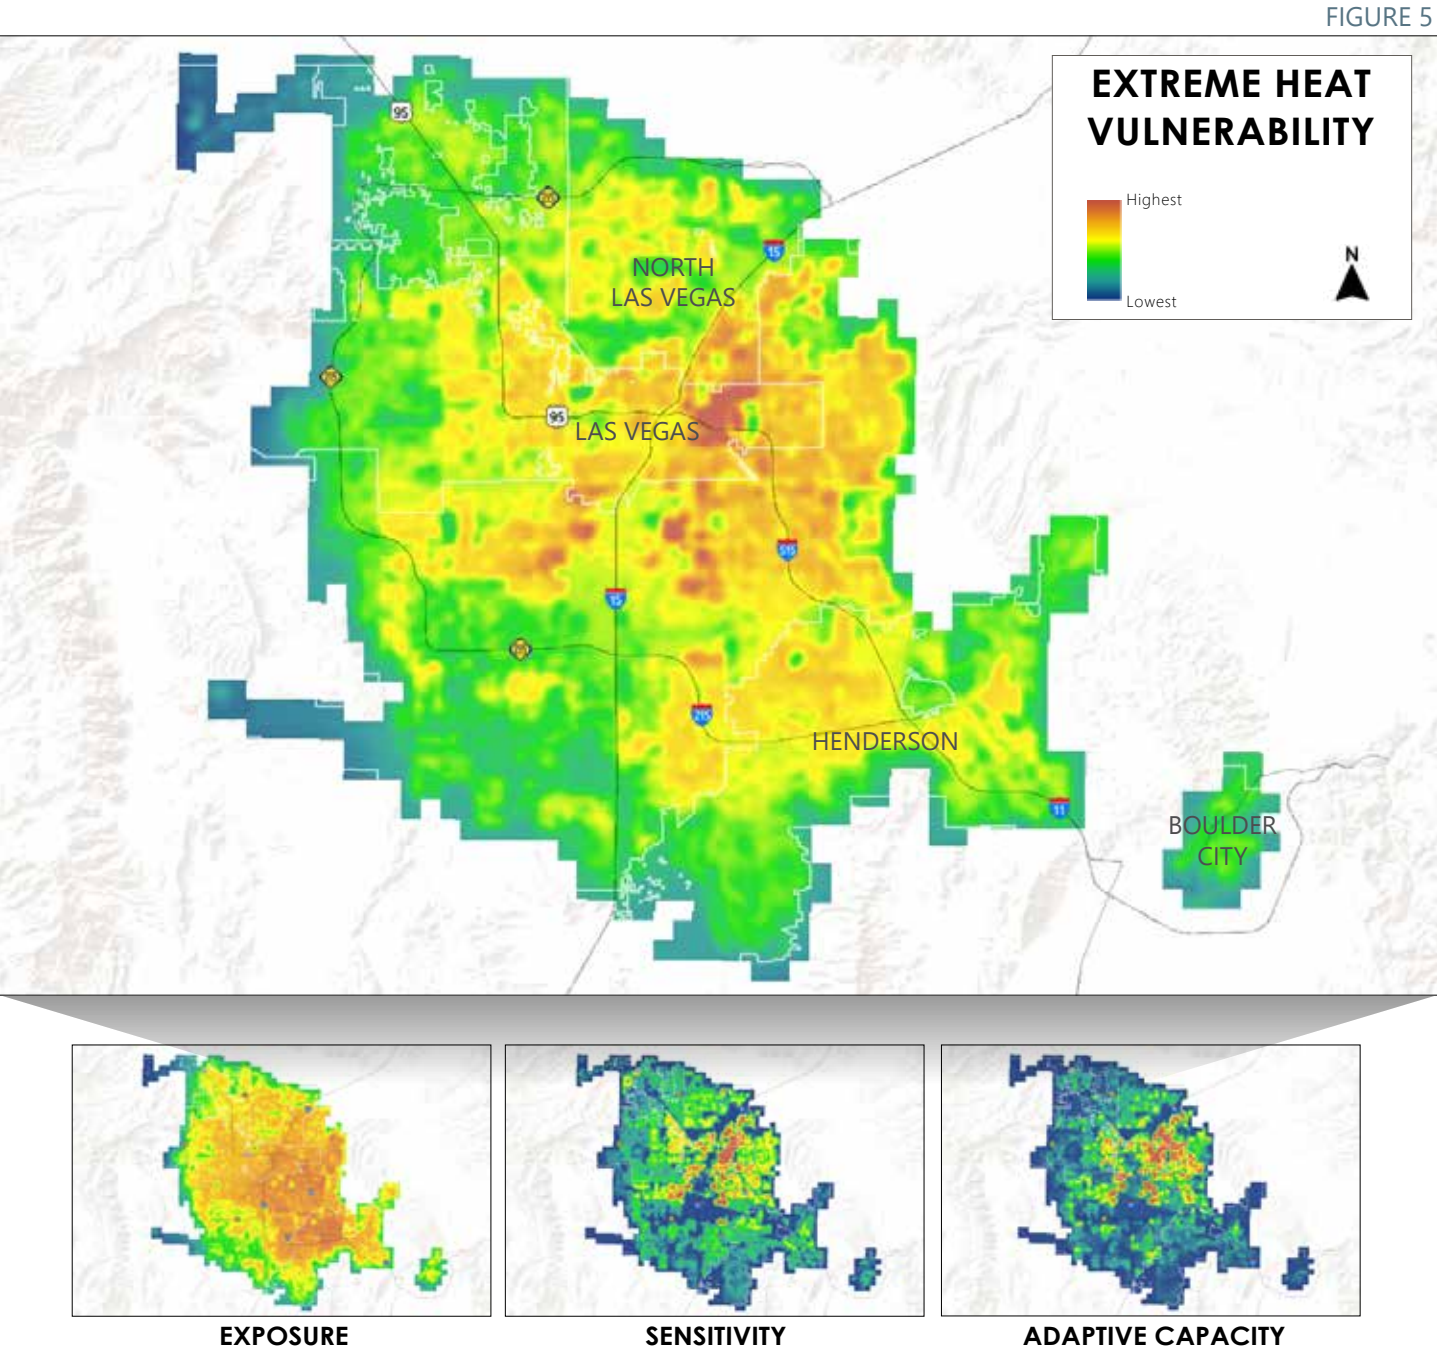 FIGURE 5
EXTREME HEAT
VULNERABILITY
Highest
Lowest
N
95
15
NORTH
LAS VEGAS
95
LAS VEGAS
515
15
215
HENDERSON
11
BOULDER
CITY
EXPOSURE
SENSITIVITY
ADAPTIVE CAPACITY